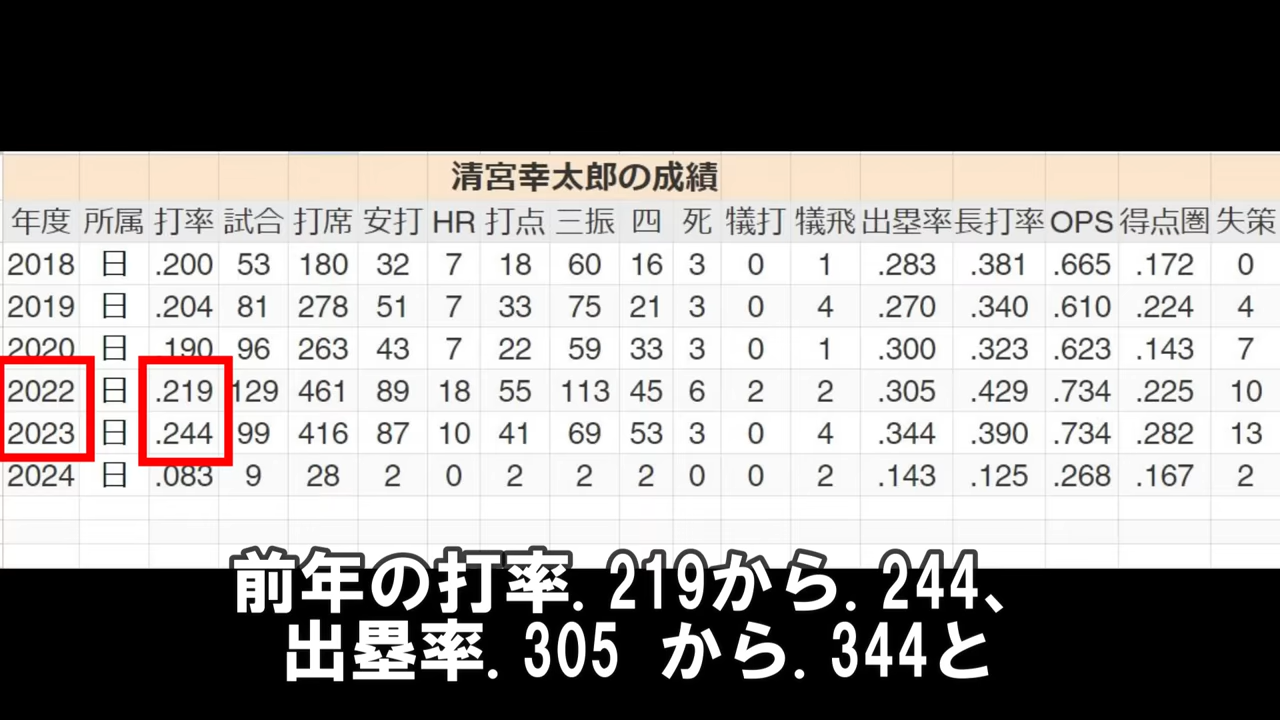 清宮幸太郎の成績
年度 所属 打率 試合 打席 安打 HR 打点 三振 四 死 犠打 犠飛 出塁率 長打率 OPS 得点圏 失策
2018 日 .200 53 180 32 7 18 60 16 3 0 1 .283 .381 .665 .172 0
2019 日 .204 81 278 51 7 33 75 21 3 0 4 .270 .340 .610 .224 4
2020 日 .190 96 263 43 7 22 59 33 3 0 1 .300 .323 .623 .143 7
2022 日 .219 129 461 89 18 55 113 45 6 2 2 .305 .429 .734 .225 10
2023 日 .244 99 416 87 10 41 69 53 3 0 4 .344 .390 .734 .282 13
2024 日 .083 9 28 2 0 2 2 2 0 0 2 .143 .125 .268 .167 2
前年の打率.219から.244、
出塁率.305 から.344と